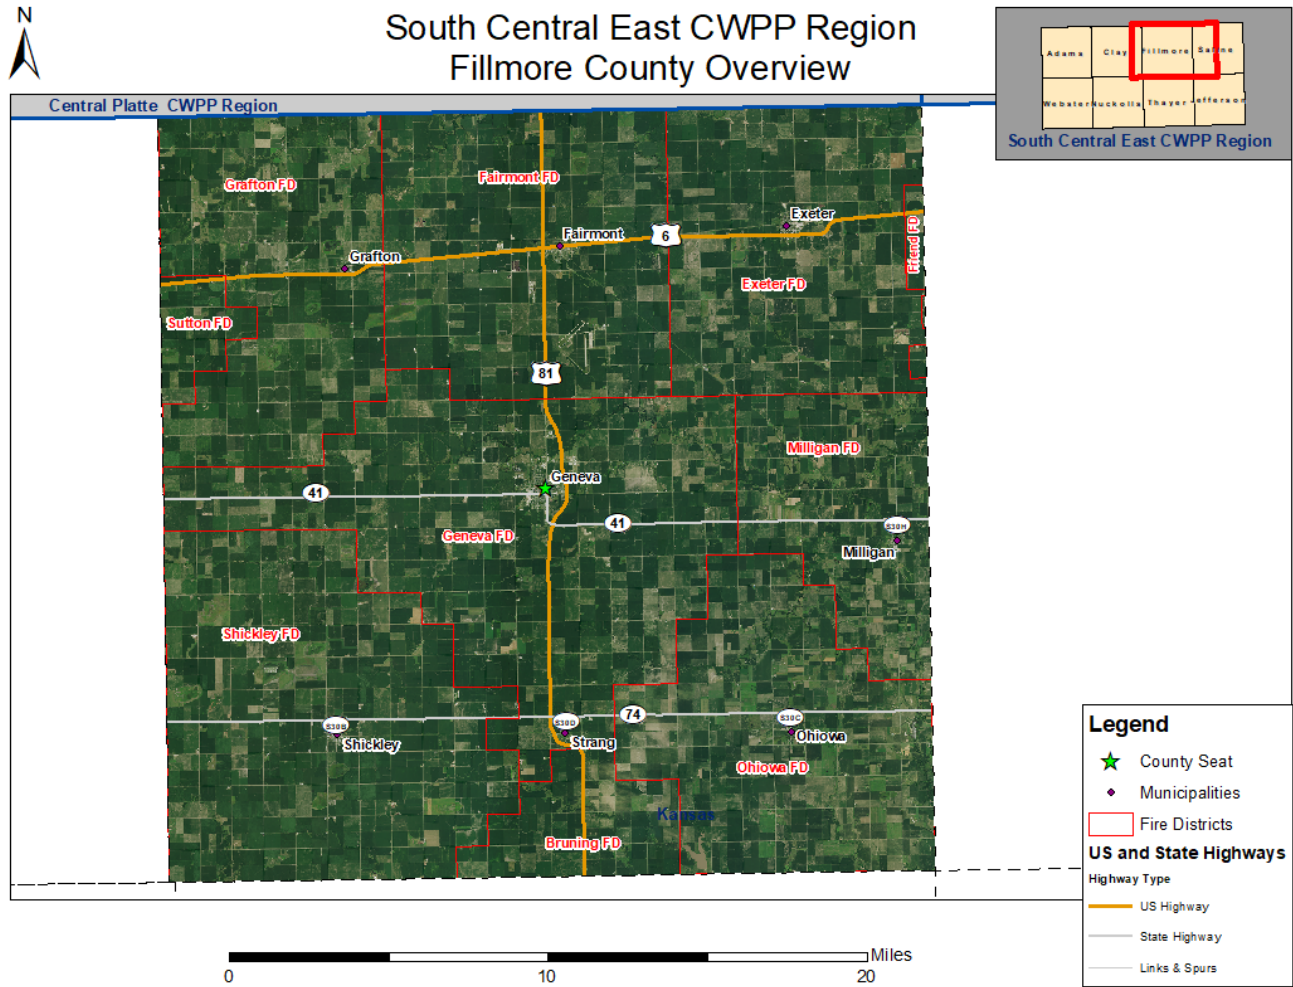 N
South Central East CWPP Region
Fillmore County Overview
Adams
Clay
Fillmore
Saline
Webster
Nuckolls
Thayer
Jefferson
South Central East CWPP Region
Central Platte CWPP Region
Grafton FD
Fairmont FD
Exeter
Fairmont
6
Friend FD
Grafton
Exeter FD
Sutton FD
81
Milligan FD
Geneva
41
41
S30H
Geneva FD
Milligan
Shickley FD
74
S30B
S30D
S30C
Shickley
Strang
Ohiowa
Ohiowa FD
Kansas
Bruning FD
Legend
County Seat
Municipalities
Fire Districts
US and State Highways
Highway Type
US Highway
State Highway
Links & Spurs
Miles
0
10
20